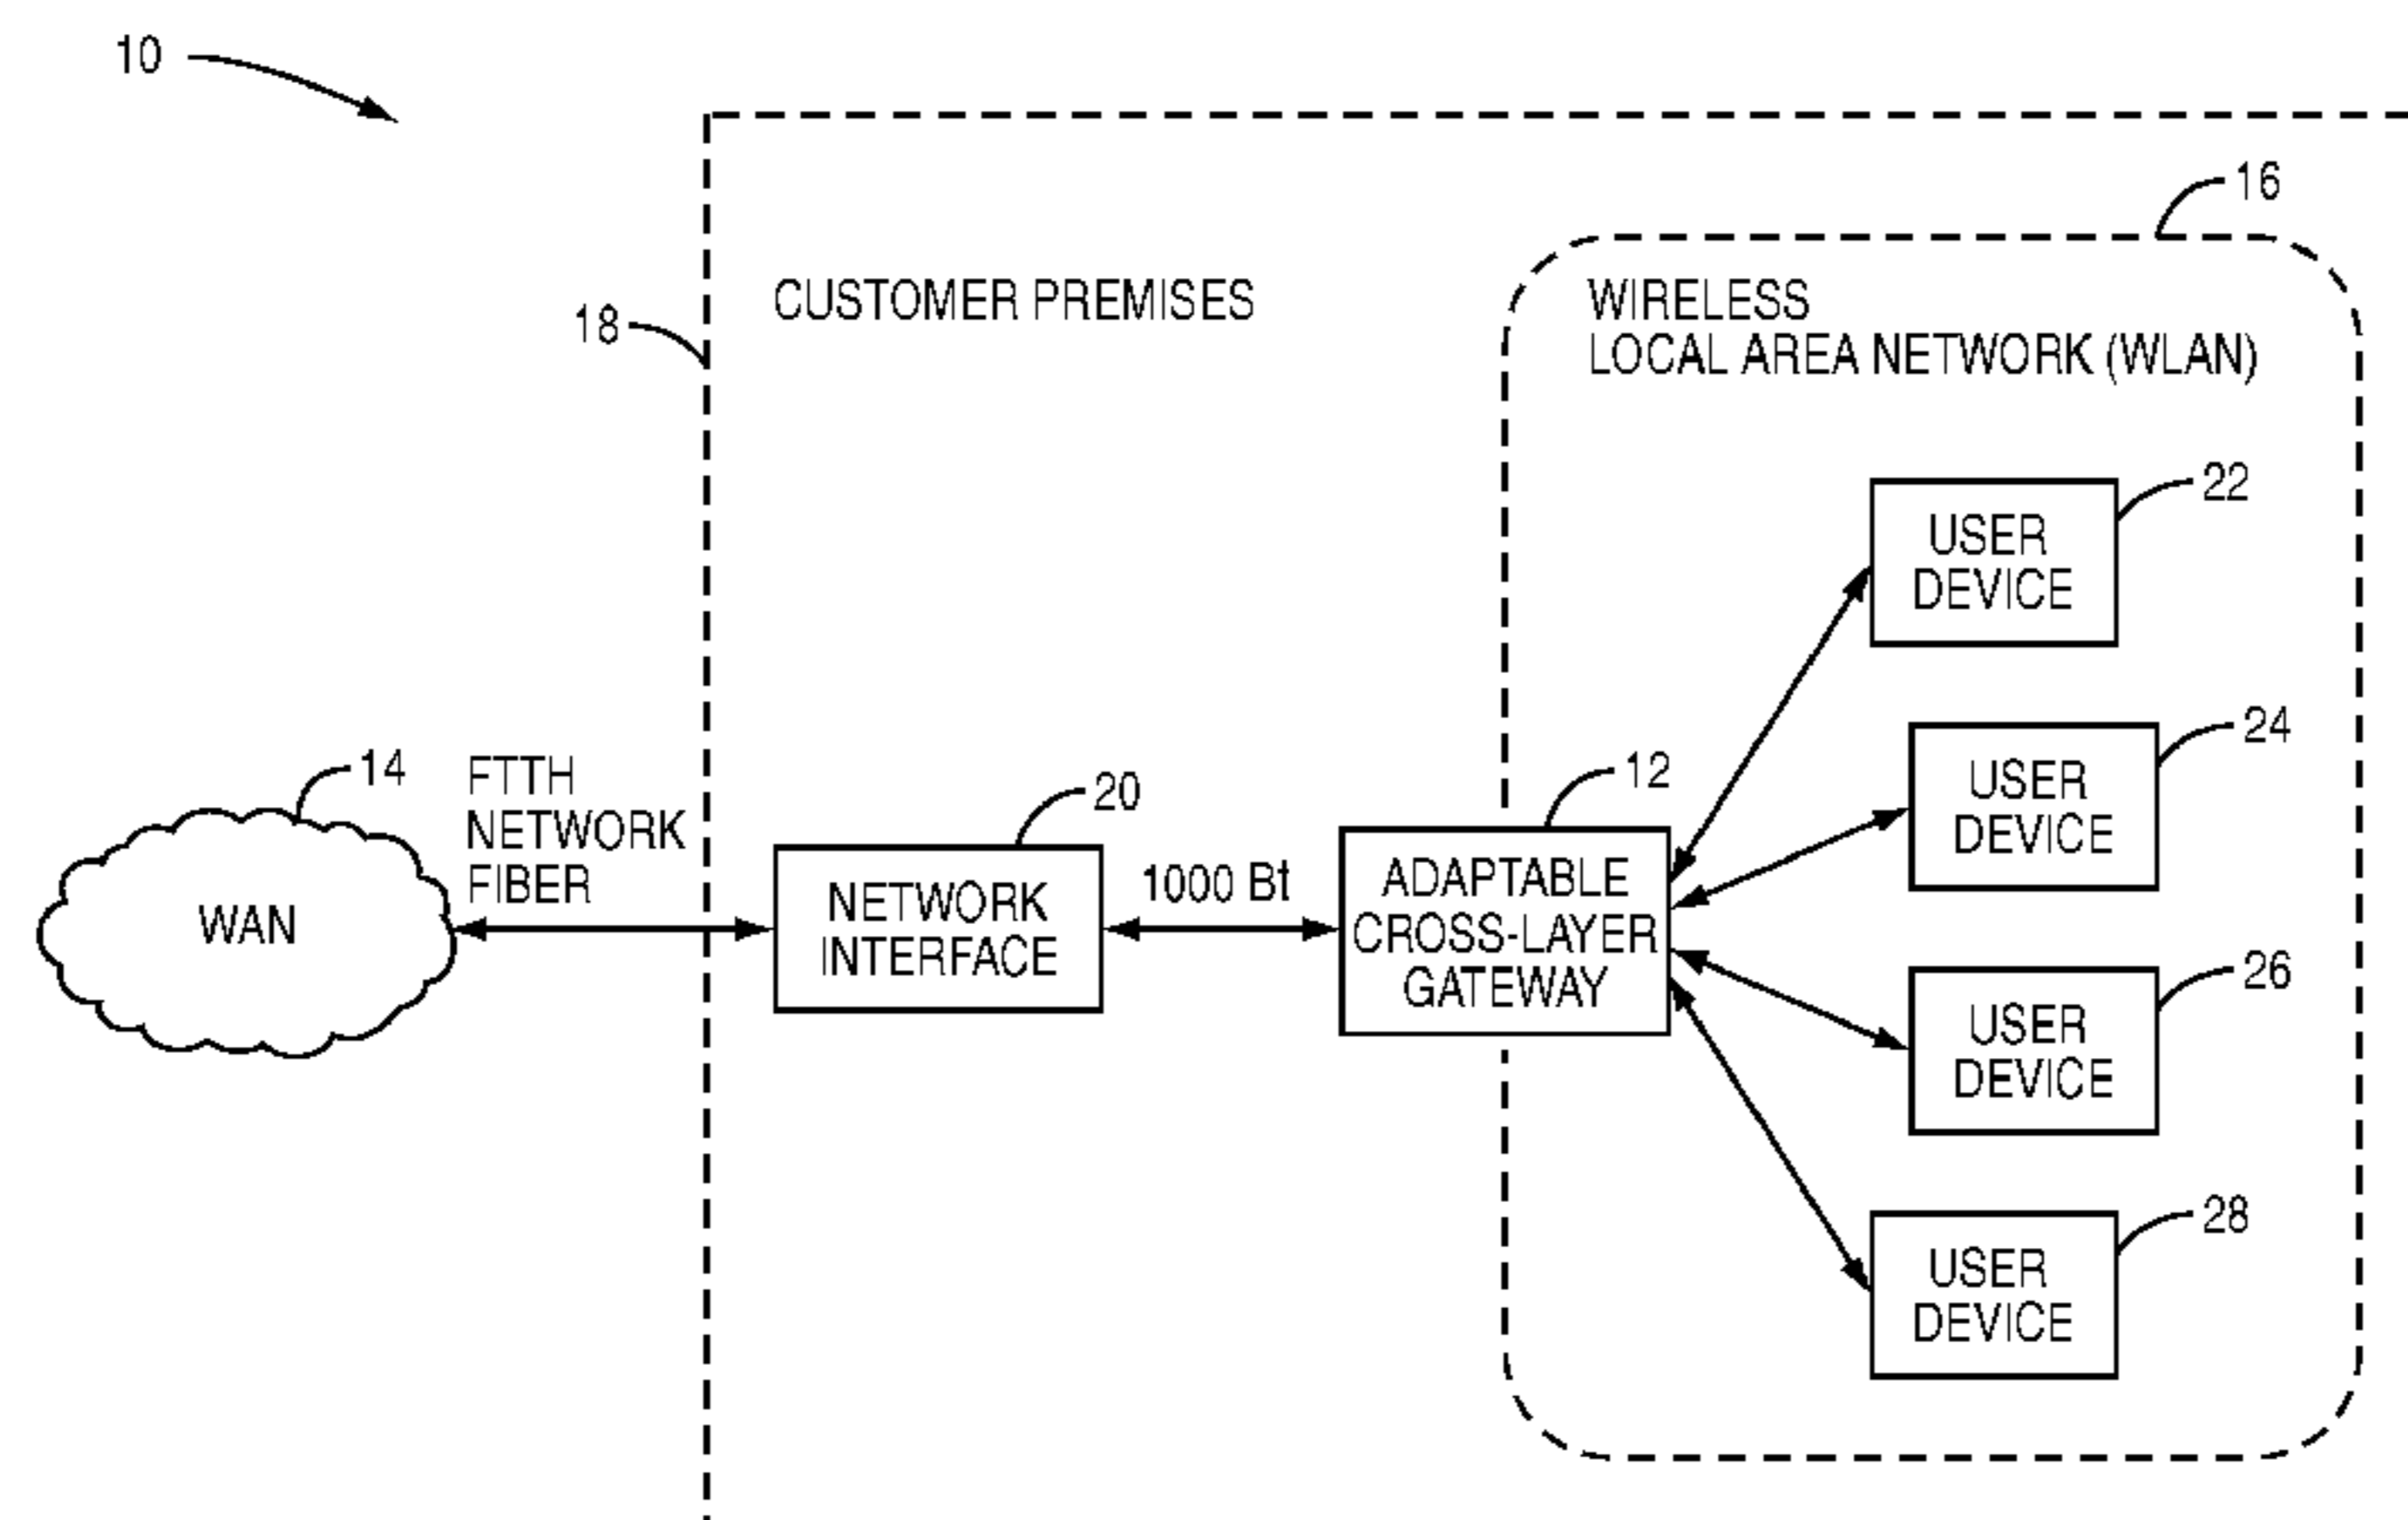 10
16
CUSTOMER PREMISES
18
WIRELESS
LOCAL AREA NETWORK (WLAN)
22
USER
DEVICE
24
USER
DEVICE
14
FTTH
NETWORK
FIBER
WAN
20
NETWORK
INTERFACE
1000 Bt
12
ADAPTABLE
CROSS-LAYER
GATEWAY
26
USER
DEVICE
28
USER
DEVICE